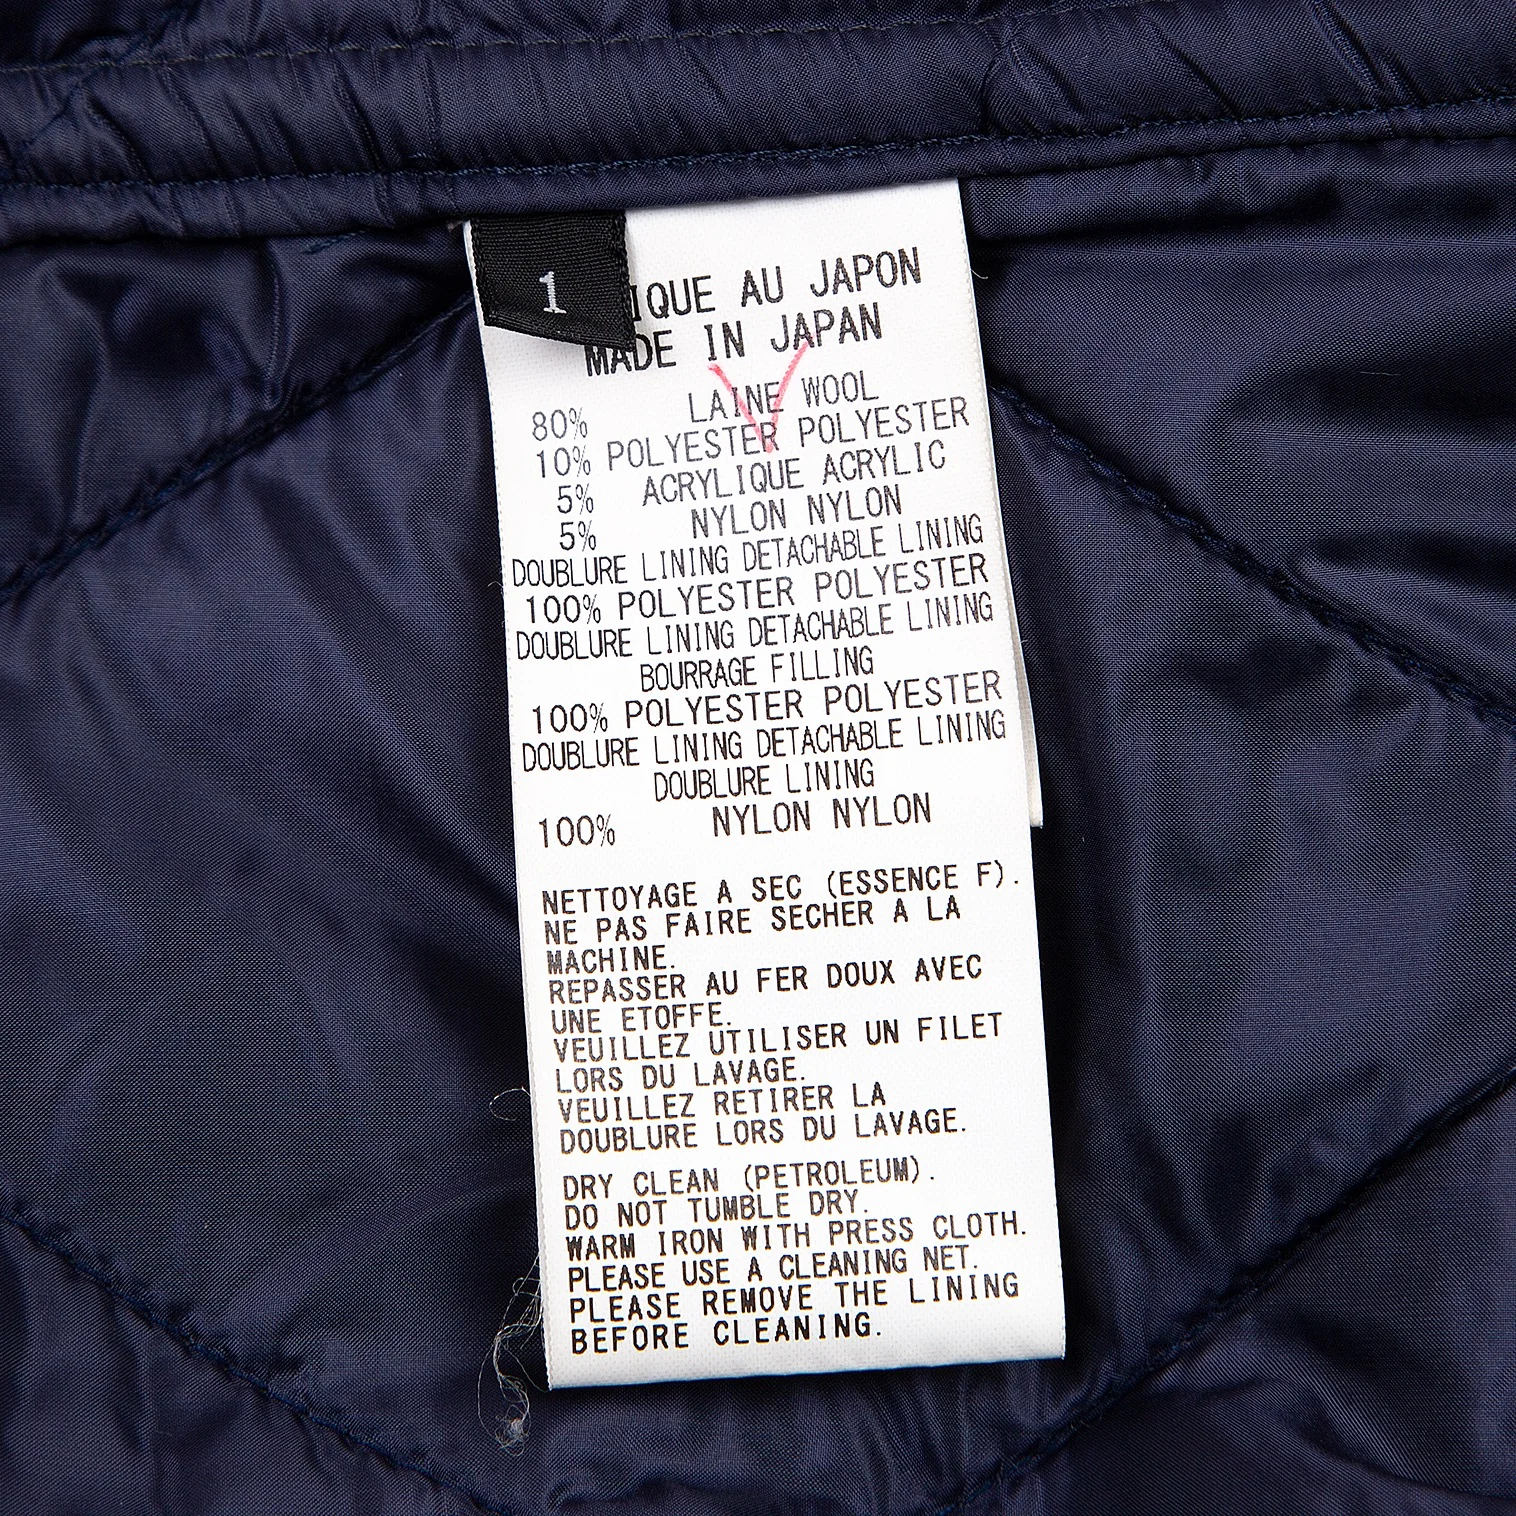 1
IQUE AU JAPON
MADE IN JAPAN
80% LAINE WOOL
10% POLYESTER POLYESTER
5% ACRYLIQUE ACRYLIC
5% NYLON NYLON
DOUBLURE LINING DETACHABLE LINING
100% POLYESTER POLYESTER
DOUBLURE LINING DETACHABLE LINING
BOURRAGE FILLING
100% POLYESTER POLYESTER
DOUBLURE LINING DETACHABLE LINING
DOUBLURE LINING
100% NYLON NYLON
NETTOYAGE A SEC (ESSENCE F).
NE PAS FAIRE SECHER A LA
MACHINE.
REPASSER AU FER DOUX AVEC
UNE ETOFFE.
VEUILLEZ UTILISER UN FILET
LORS DU LAVAGE.
VEUILLEZ RETIRER LA
DOUBLURE LORS DU LAVAGE.
DRY CLEAN (PETROLEUM).
DO NOT TUMBLE DRY.
WARM IRON WITH PRESS CLOTH.
PLEASE USE A CLEANING NET.
PLEASE REMOVE THE LINING
BEFORE CLEANING.